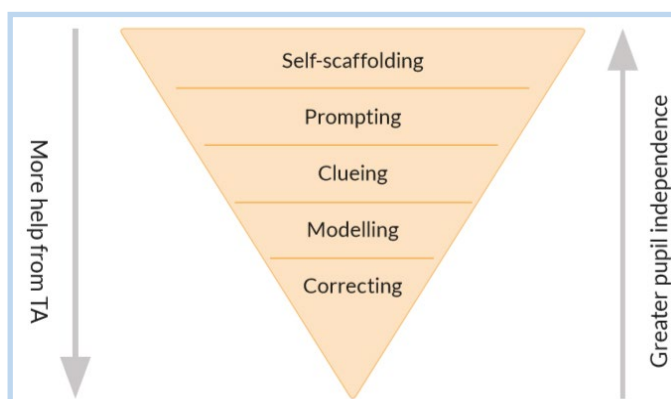 More help from TA
Self-scaffolding
Prompting
Clueing
Modelling
Correcting
Greater pupil independence